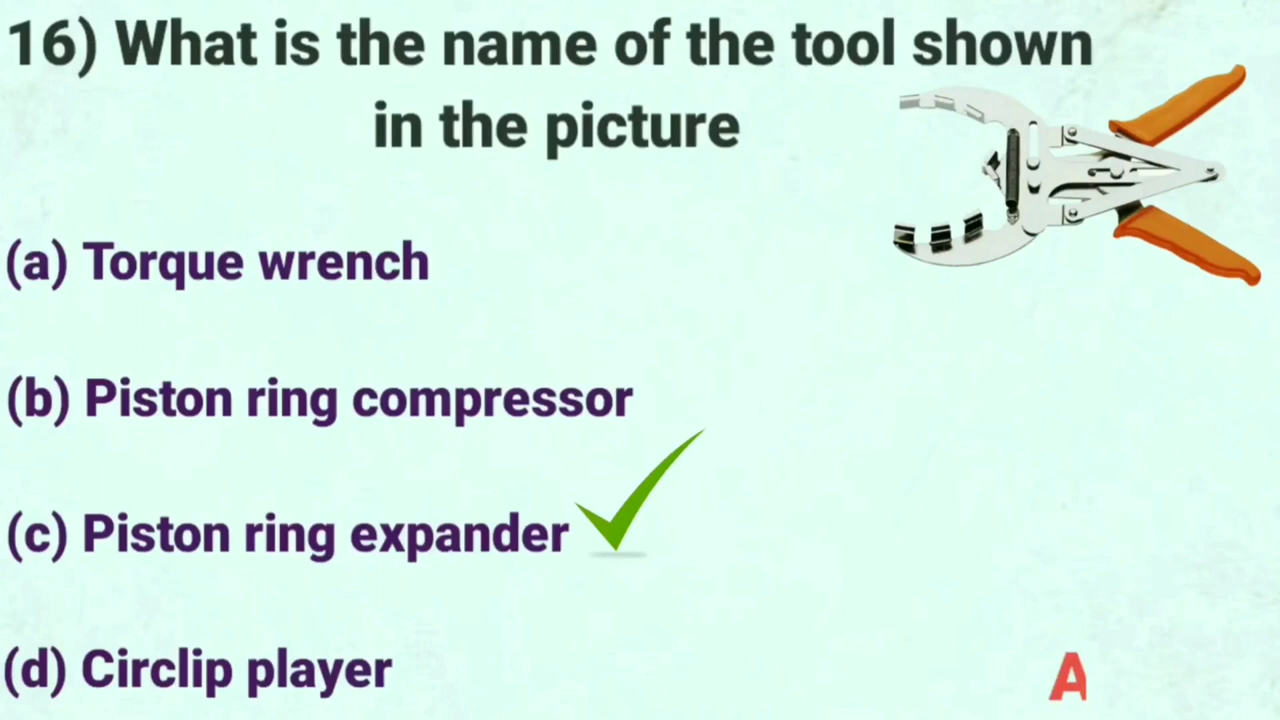 16) What is the name of the tool shown
in the picture
(a) Torque wrench
(b) Piston ring compressor
(c) Piston ring expander
(d) Circlip player
A